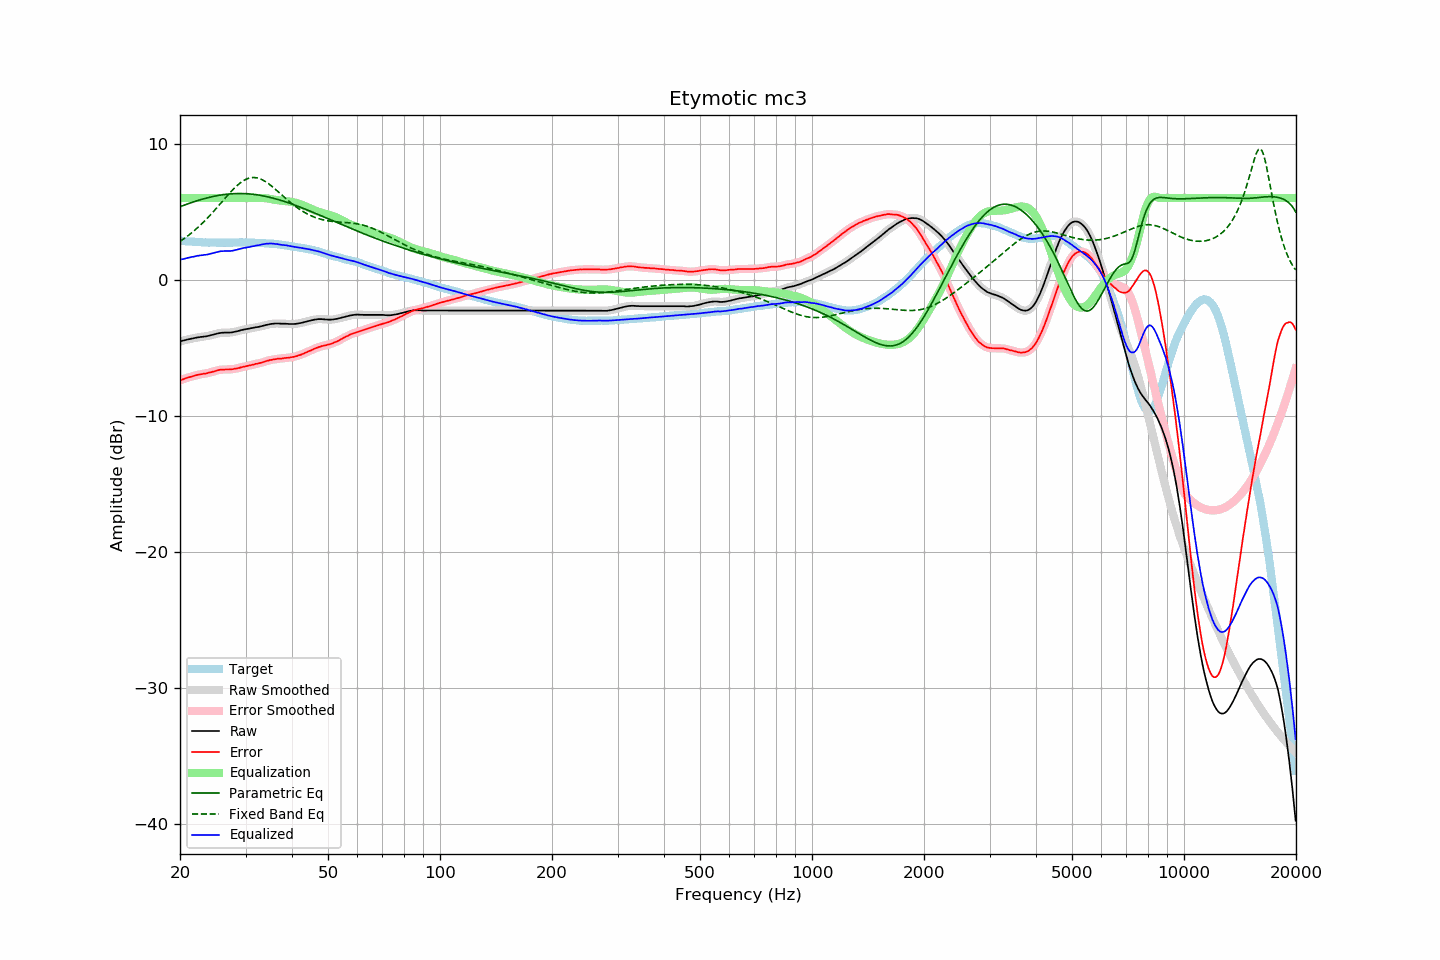 Etymotic mc3
Amplitude (dBr)
10
0
−10
−20
−30
−40
Target
Raw Smoothed
Error Smoothed
Raw
Error
Equalization
Parametric Eq
Fixed Band Eq
Equalized
20 50 100 200 500 1000 2000 5000 10000 20000
Frequency (Hz)